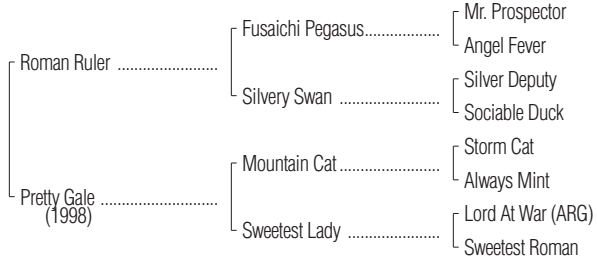 Mr. Prospector
Fusaichi Pegasus..................
Angel Fever
Roman Ruler ........................
Silver Deputy
Silvery Swan ........................
Sociable Duck
Storm Cat
Mountain Cat........................
Always Mint
Pretty Gale ............................
(1998)
Lord At War (ARG)
Sweetest Lady ......................
Sweetest Roman